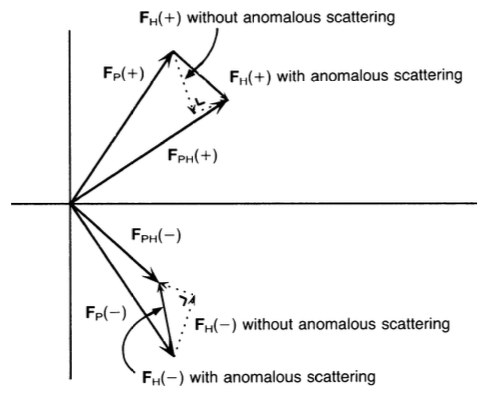 F_H(+) without anomalous scattering
F_P(+)
F_H(+) with anomalous scattering
F_PH(+)
F_PH(−)
F_P(−)
F_H(−) without anomalous scattering
F_H(−) with anomalous scattering